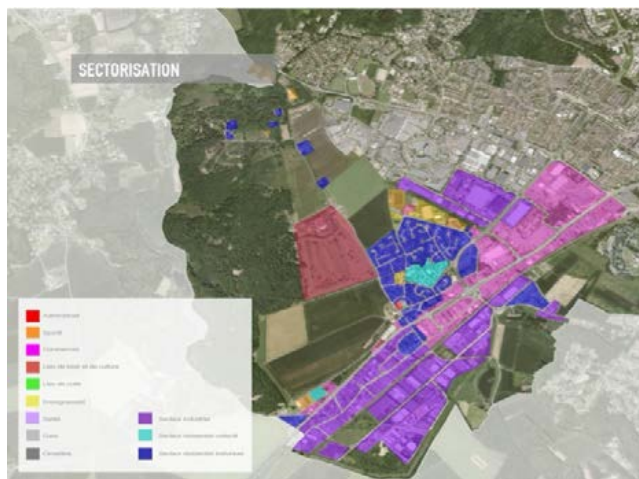 SECTORISATION
Administratif
Sportif
Commerces
Lieu de loisir et de culture
Lieu de culte
Enseignement
Santé
Gare
Cimetière
Secteur industriel
Secteur résidentiel collectif
Secteur résidentiel individuel